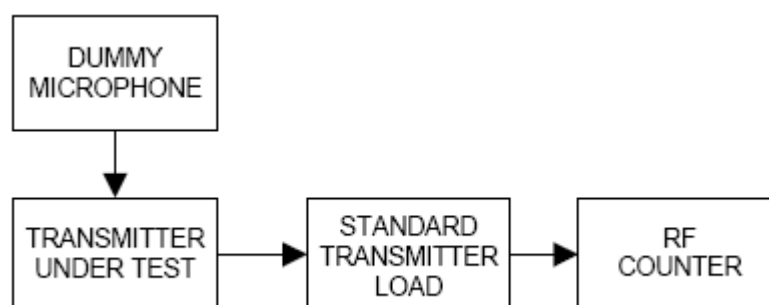 DUMMY
MICROPHONE
TRANSMITTER
UNDER TEST
STANDARD
TRANSMITTER
LOAD
RF
COUNTER